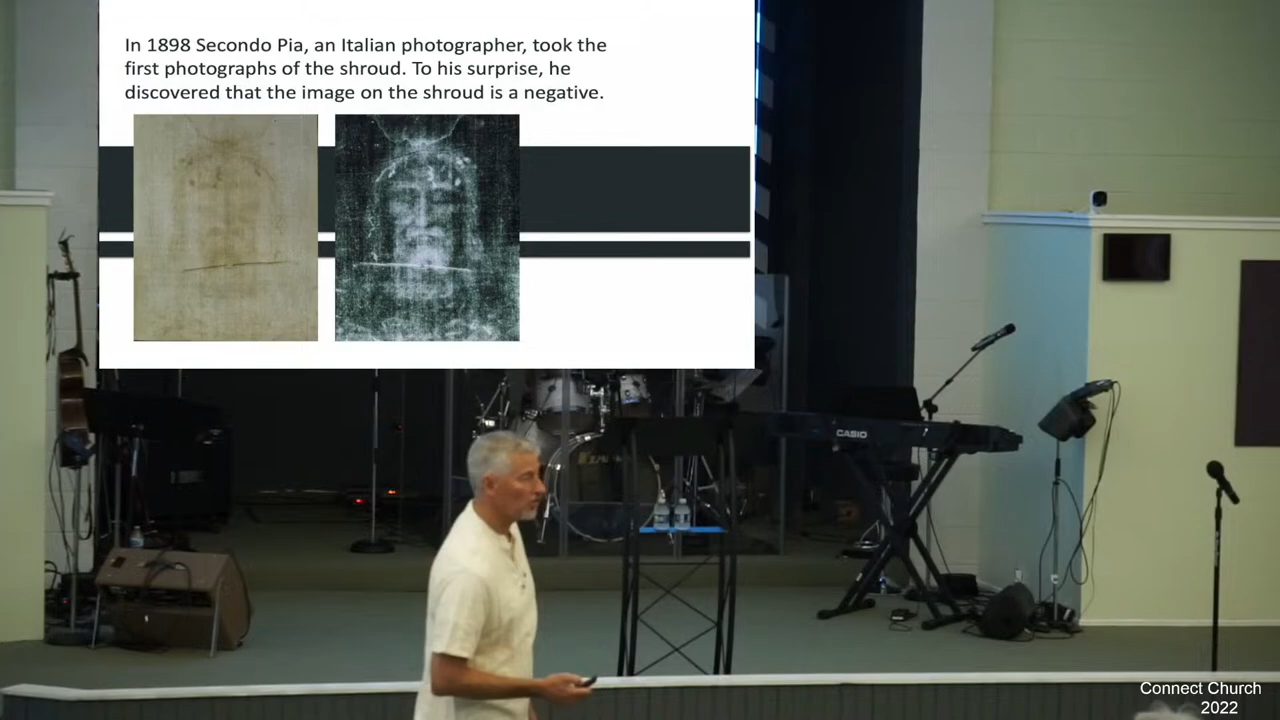 In 1898 Secondo Pia, an Italian photographer, took the
first photographs of the shroud. To his surprise, he
discovered that the image on the shroud is a negative.
CASIO
Connect Church
2022